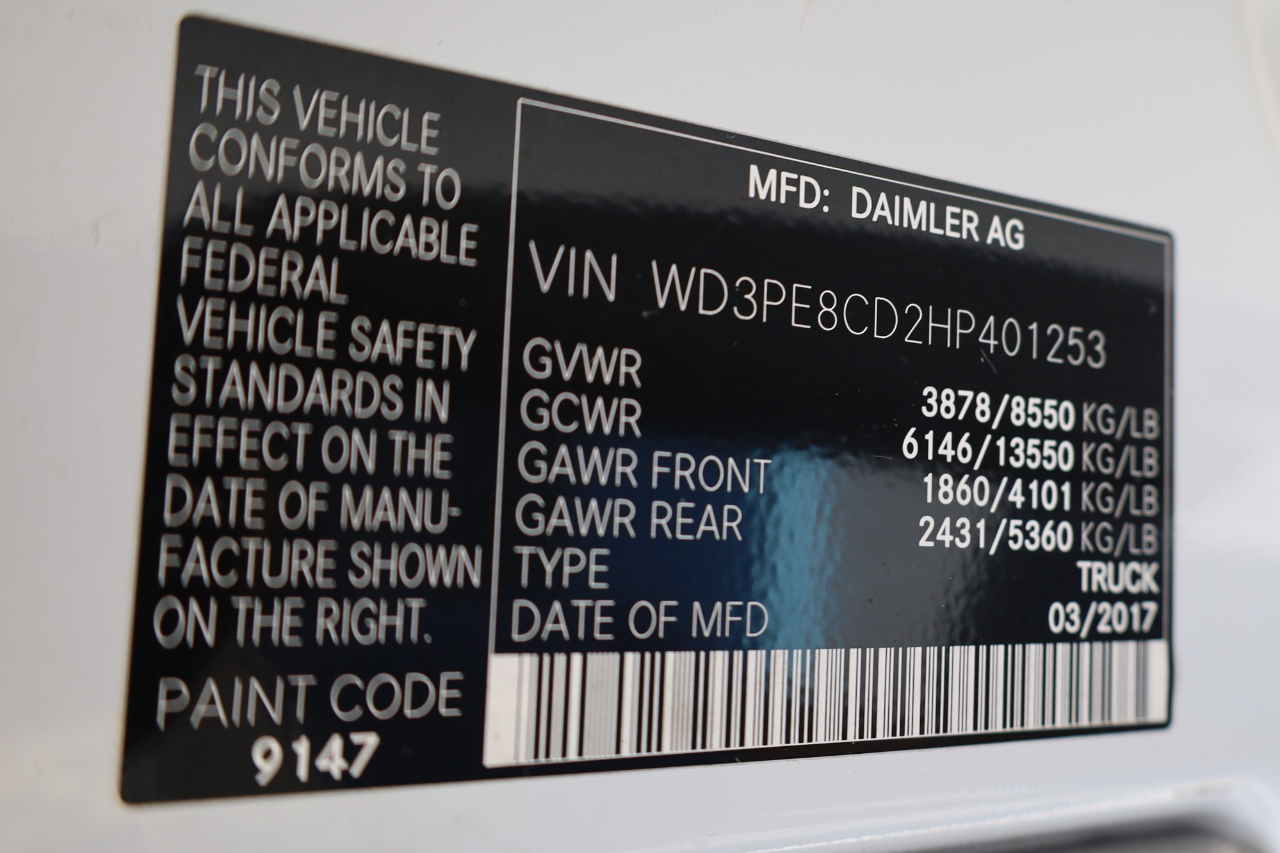 THIS VEHICLE
CONFORMS TO
ALL APPLICABLE
FEDERAL
VEHICLE SAFETY
STANDARDS IN
EFFECT ON THE
DATE OF MANU-
FACTURE SHOWN
ON THE RIGHT.
PAINT CODE
9147
MFD: DAIMLER AG
VIN WD3PE8CD2HP401253
GVWR 3878/8550 KG/LB
GCWR 6146/13550 KG/LB
GAWR FRONT 1860/4101 KG/LB
GAWR REAR 2431/5360 KG/LB
TYPE TRUCK
DATE OF MFD 03/2017